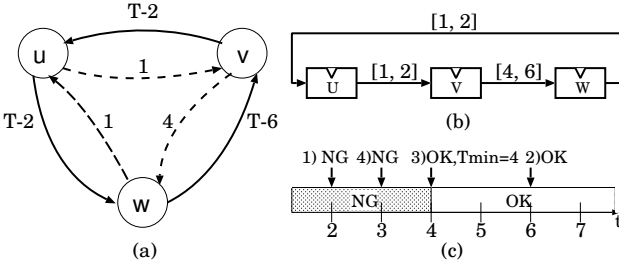 T-2
u
v
1
T-2
1
4
T-6
w
(a)
[1, 2]
U
[1, 2]
V
[4, 6]
W
(b)
1) NG 4)NG 3)OK,Tmin=4 2)OK
NG
OK
2 3 4 5 6 7 t
(c)